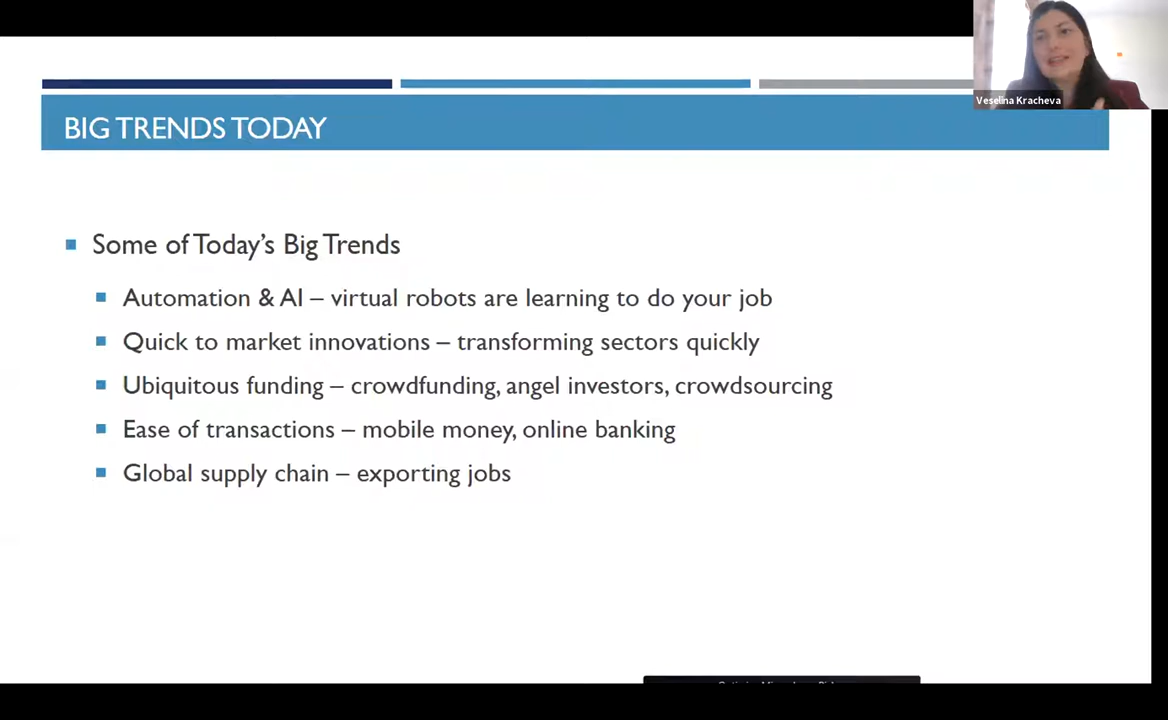 Veselina Kracheva
BIG TRENDS TODAY
Some of Today's Big Trends
Automation & AI – virtual robots are learning to do your job
Quick to market innovations – transforming sectors quickly
Ubiquitous funding – crowdfunding, angel investors, crowdsourcing
Ease of transactions – mobile money, online banking
Global supply chain – exporting jobs